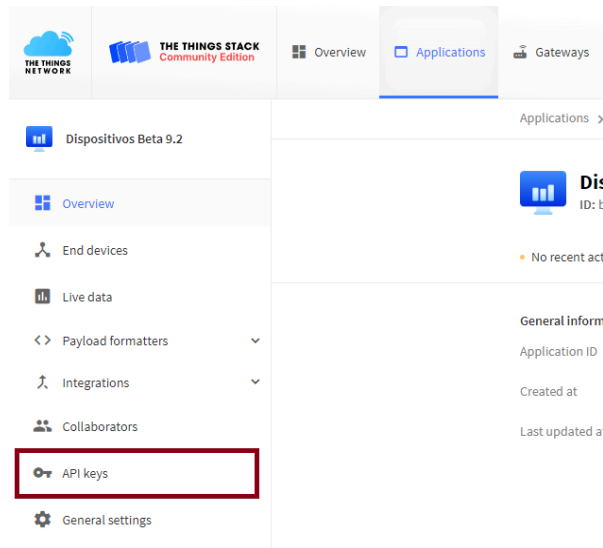 THE THINGS
NETWORK
THE THINGS STACK
Community Edition
Overview
Applications
Gateways
Dispositivos Beta 9.2
Applications >
Overview
End devices
Live data
Payload formatters
Integrations
Collaborators
API keys
General settings
ID:
No recent
General
Application ID
Created at
Last updated